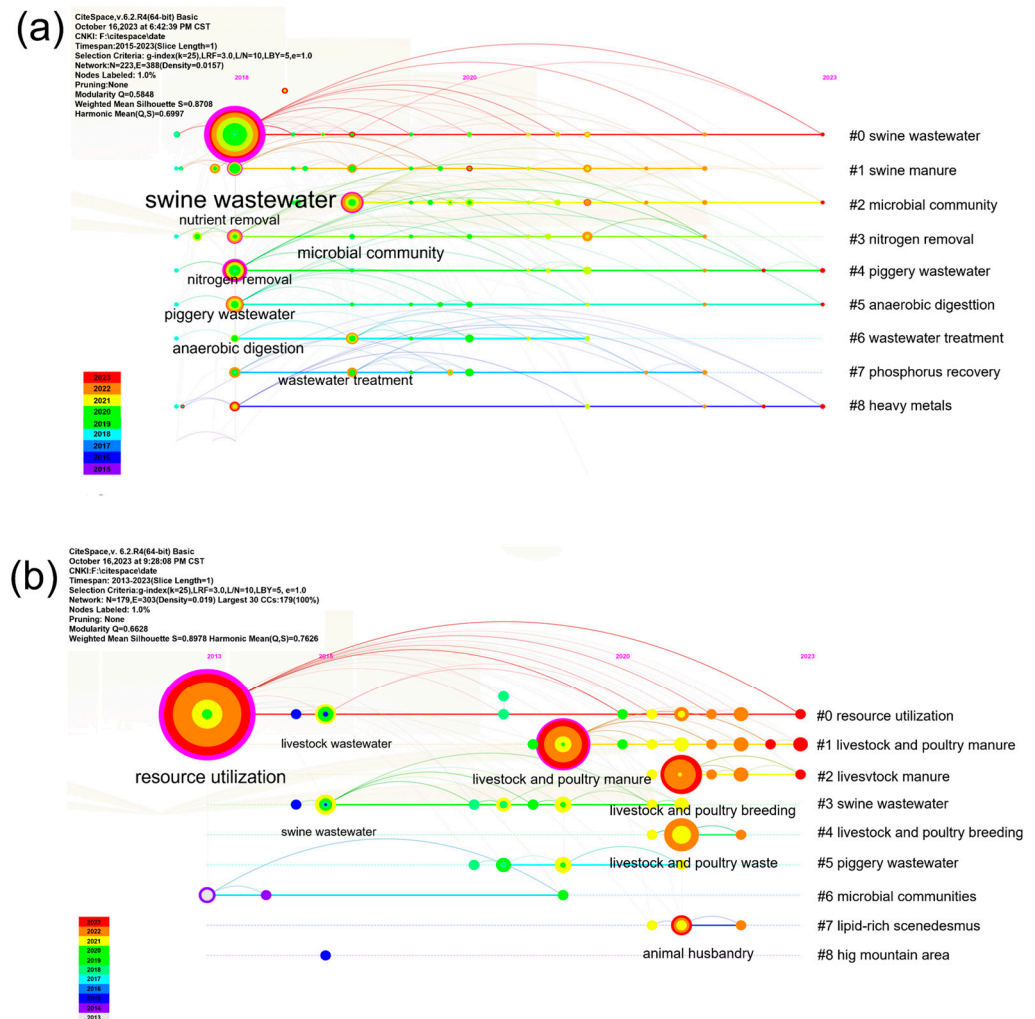 (a)
CiteSpace,v.6.2.R4(64-bit) Basic
October 16,2023 at 6:42:39 PM CST
CNKI: F:\citespace\date
Timespan:2015-2023(Slice Length=1)
Selection Criteria: g-index(k=25),LRF=3.0,L/N=10,LBY=5,e=1.0
Network:N=223,E=388(Density=0.0157)
Nodes Labeled: 1.0%
Pruning:None
Modularity Q=0.5848
Weighted Mean Silhouette S=0.8708
Harmonic Mean(Q,S)=0.6997
2018
2020
2023
#0 swine wastewater
#1 swine manure
swine wastewater
#2 microbial community
nutrient removal
#3 nitrogen removal
microbial community
#4 piggery wastewater
nitrogen removal
#5 anaerobic digesttion
piggery wastewater
#6 wastewater treatment
anaerobic digestion
#7 phosphorus recovery
wastewater treatment
#8 heavy metals
2023
2022
2021
2020
2019
2018
2017
2016
2015
(b)
CiteSpace,v. 6.2.R4(64-bit) Basic
October 16,2023 at 9:28:08 PM CST
CNKI:F:\citespace\date
Timespan: 2013-2023(Slice Length=1)
Selection Criteria:g-index(k=25),LRF=3.0,L/N=10,LBY=5, e=1.0
Network: N=179,E=303(Density=0.019) Largest 30 CCs:179(100%)
Nodes Labeled: 1.0%
Pruning: None
Modularity Q=0.6628
Weighted Mean Silhouette S=0.8978 Harmonic Mean(Q,S)=0.7626
2013
2015
2020
2023
#0 resource utilization
livestock wastewater
#1 livestock and poultry manure
resource utilization
livestock and poultry manure
#2 livesvtock manure
#3 swine wastewater
livestock and poultry breeding
swine wastewater
#4 livestock and poultry breeding
livestock and poultry waste
#5 piggery wastewater
#6 microbial communities
#7 lipid-rich scenedesmus
animal husbandry
#8 hig mountain area
2022
2021
2020
2019
2018
2017
2016
2014
2013